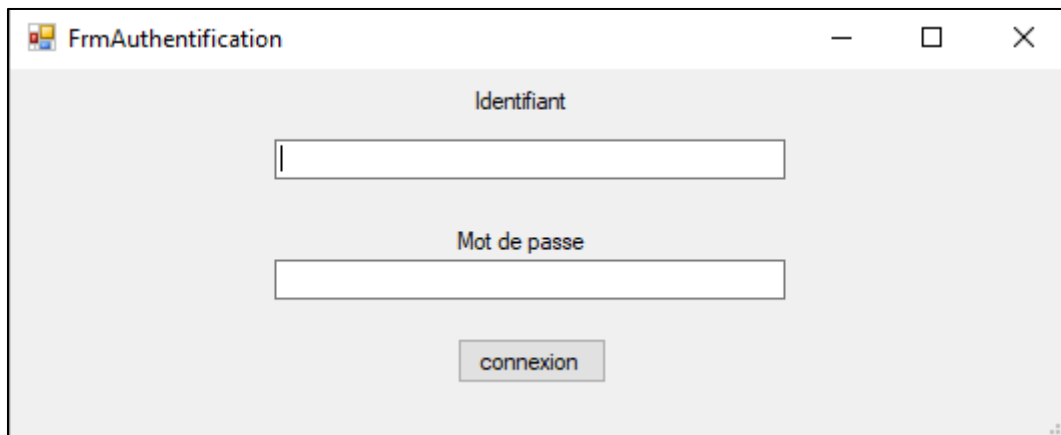 FrmAuthentification
Identifiant
Mot de passe
connexion